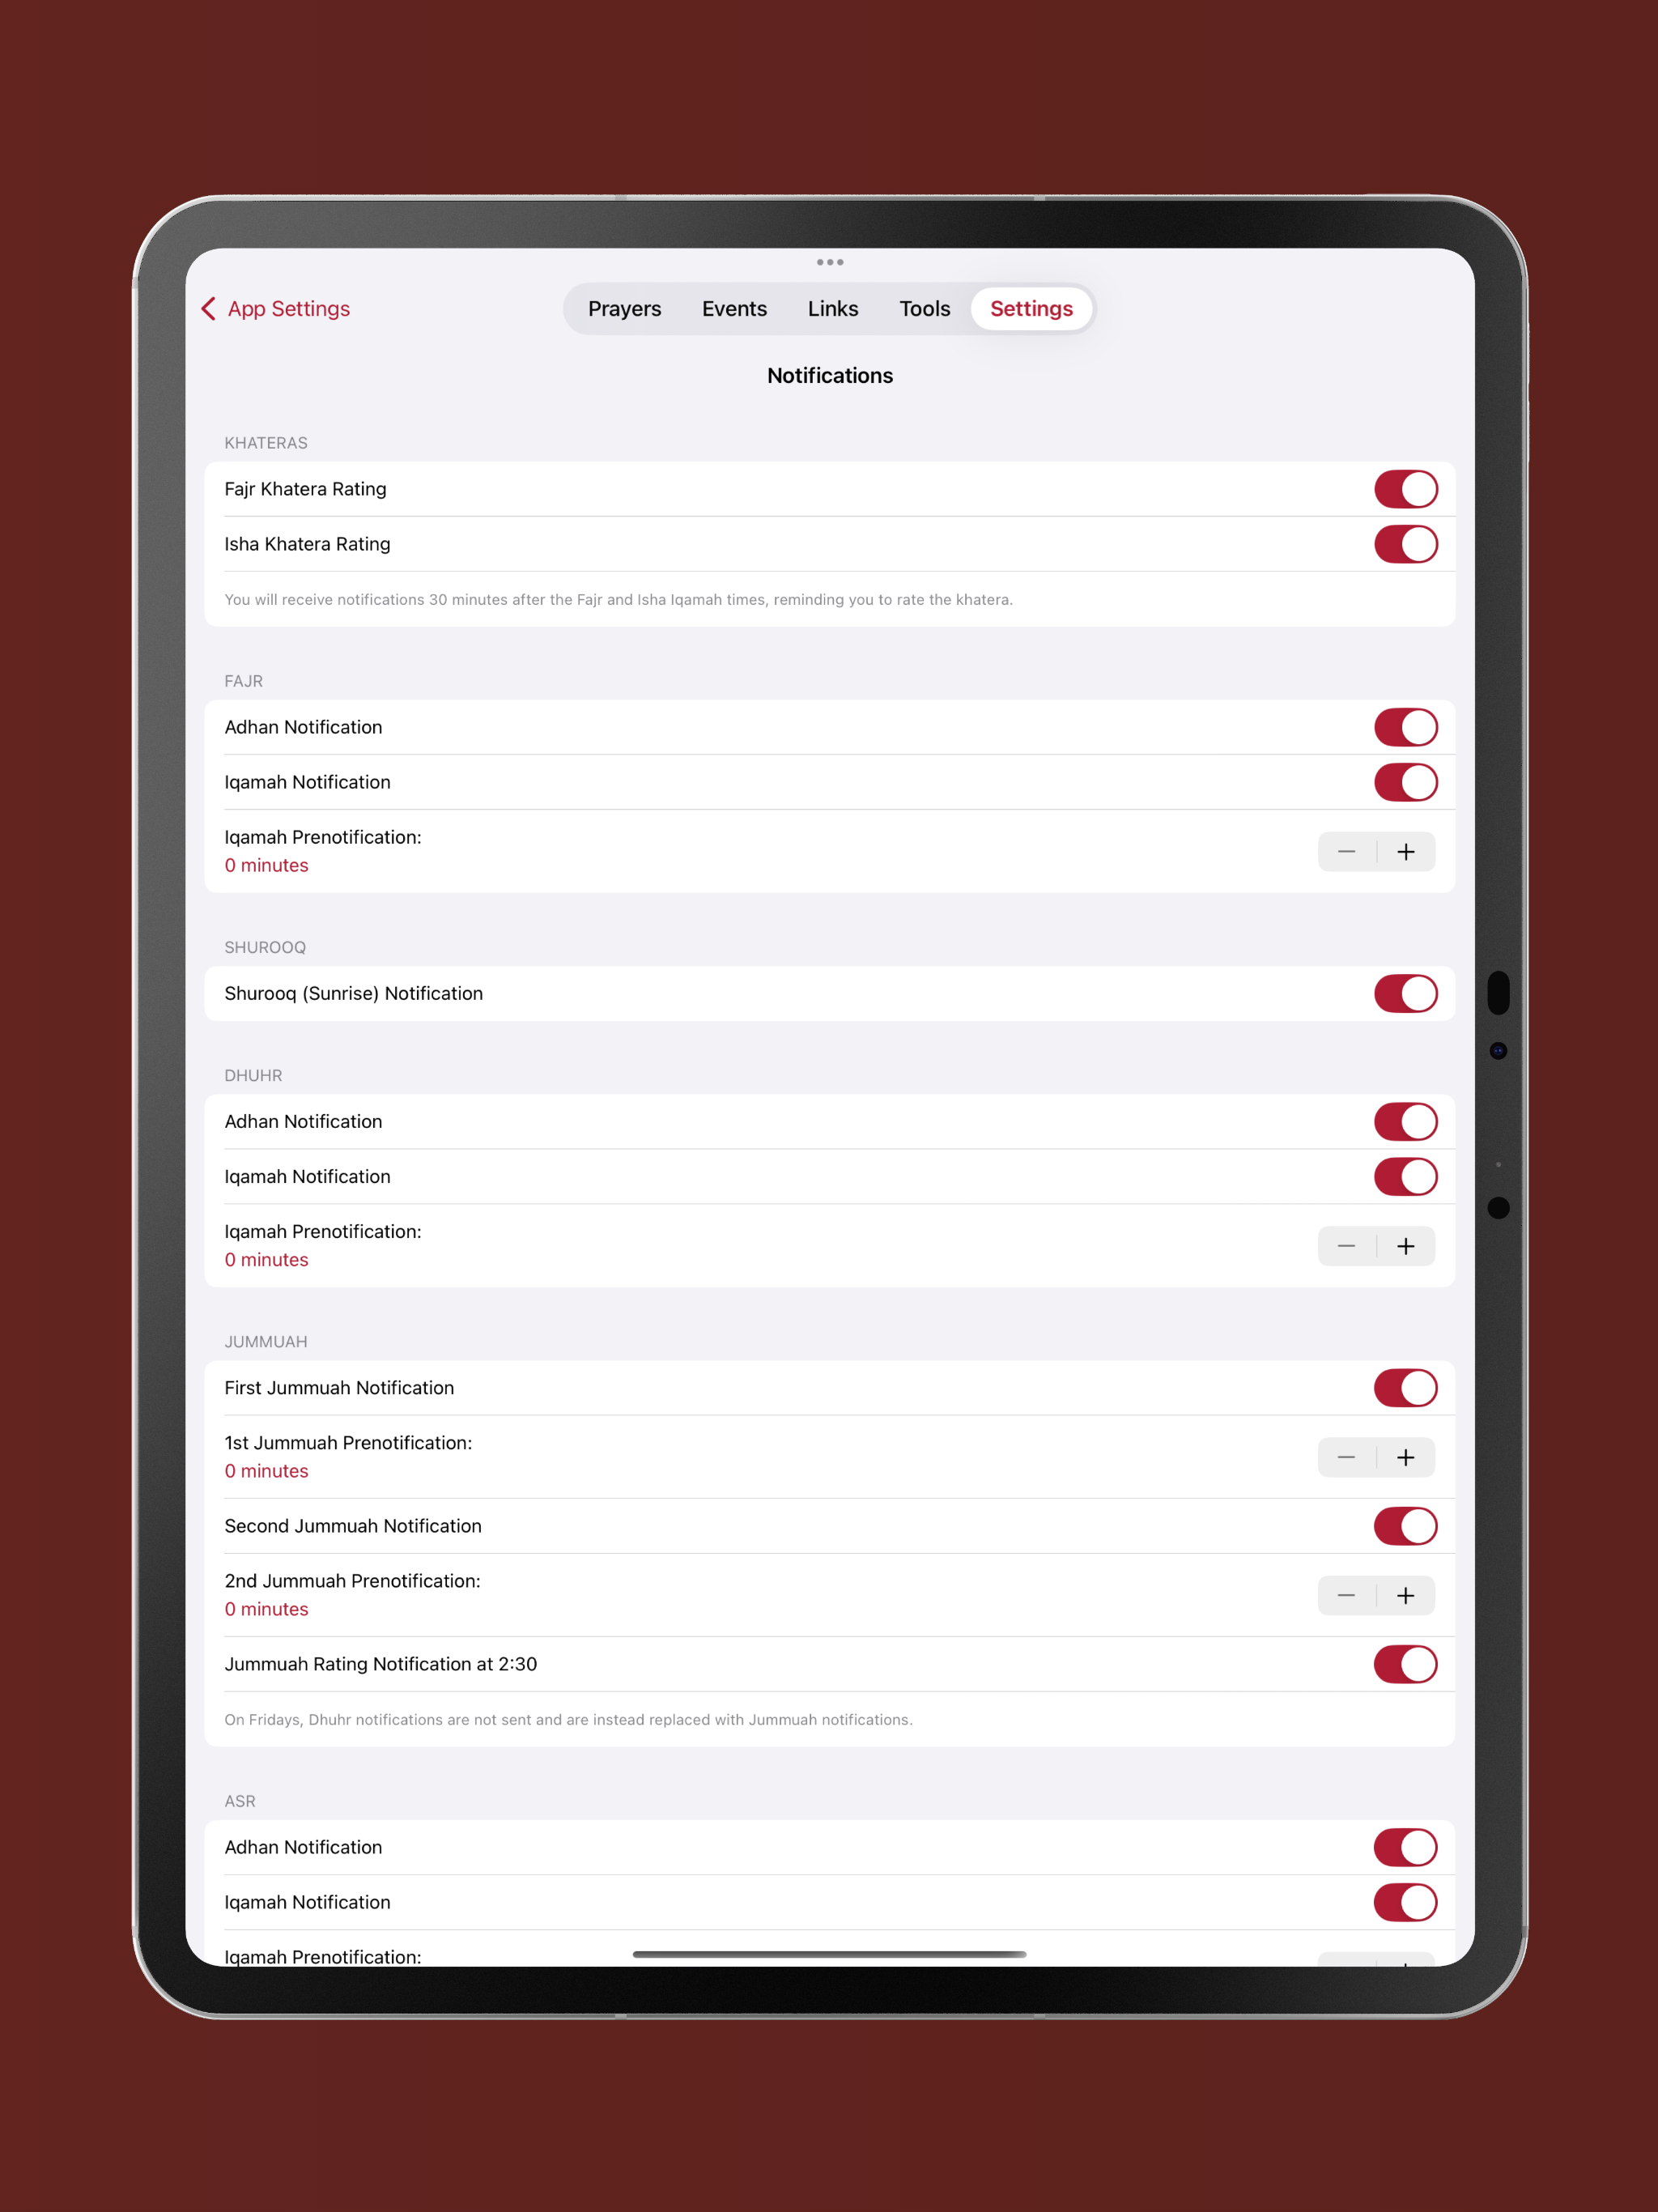 App Settings
Prayers Events Links Tools Settings
Notifications
KHATERAS
Fajr Khatera Rating
Isha Khatera Rating
You will receive notifications 30 minutes after the Fajr and Isha Iqamah times, reminding you to rate the khatera.
FAJR
Adhan Notification
Iqamah Notification
Iqamah Prenotification:
0 minutes
SHUROOQ
Shurooq (Sunrise) Notification
DHUHR
Adhan Notification
Iqamah Notification
Iqamah Prenotification:
0 minutes
JUMMUAH
First Jummuah Notification
1st Jummuah Prenotification:
0 minutes
Second Jummuah Notification
2nd Jummuah Prenotification:
0 minutes
Jummuah Rating Notification at 2:30
On Fridays, Dhuhr notifications are not sent and are instead replaced with Jummuah notifications.
ASR
Adhan Notification
Iqamah Notification
Iqamah Prenotification: